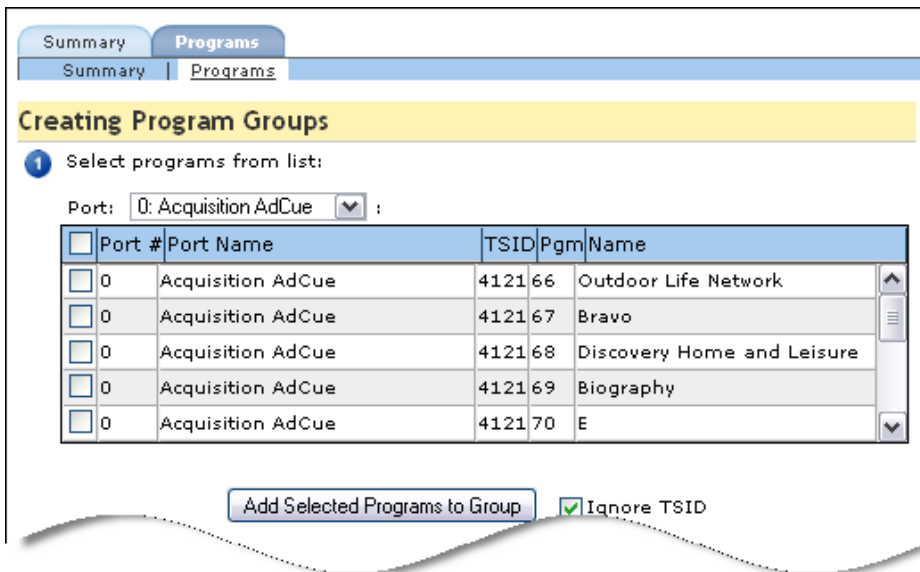 Summary Programs
Summary | Programs
Creating Program Groups
1 Select programs from list:
Port: 0: Acquisition AdCue :
Port # Port Name TSID Pgm Name
0 Acquisition AdCue 4121 66 Outdoor Life Network
0 Acquisition AdCue 4121 67 Bravo
0 Acquisition AdCue 4121 68 Discovery Home and Leisure
0 Acquisition AdCue 4121 69 Biography
0 Acquisition AdCue 4121 70 E
Add Selected Programs to Group Ignore TSID